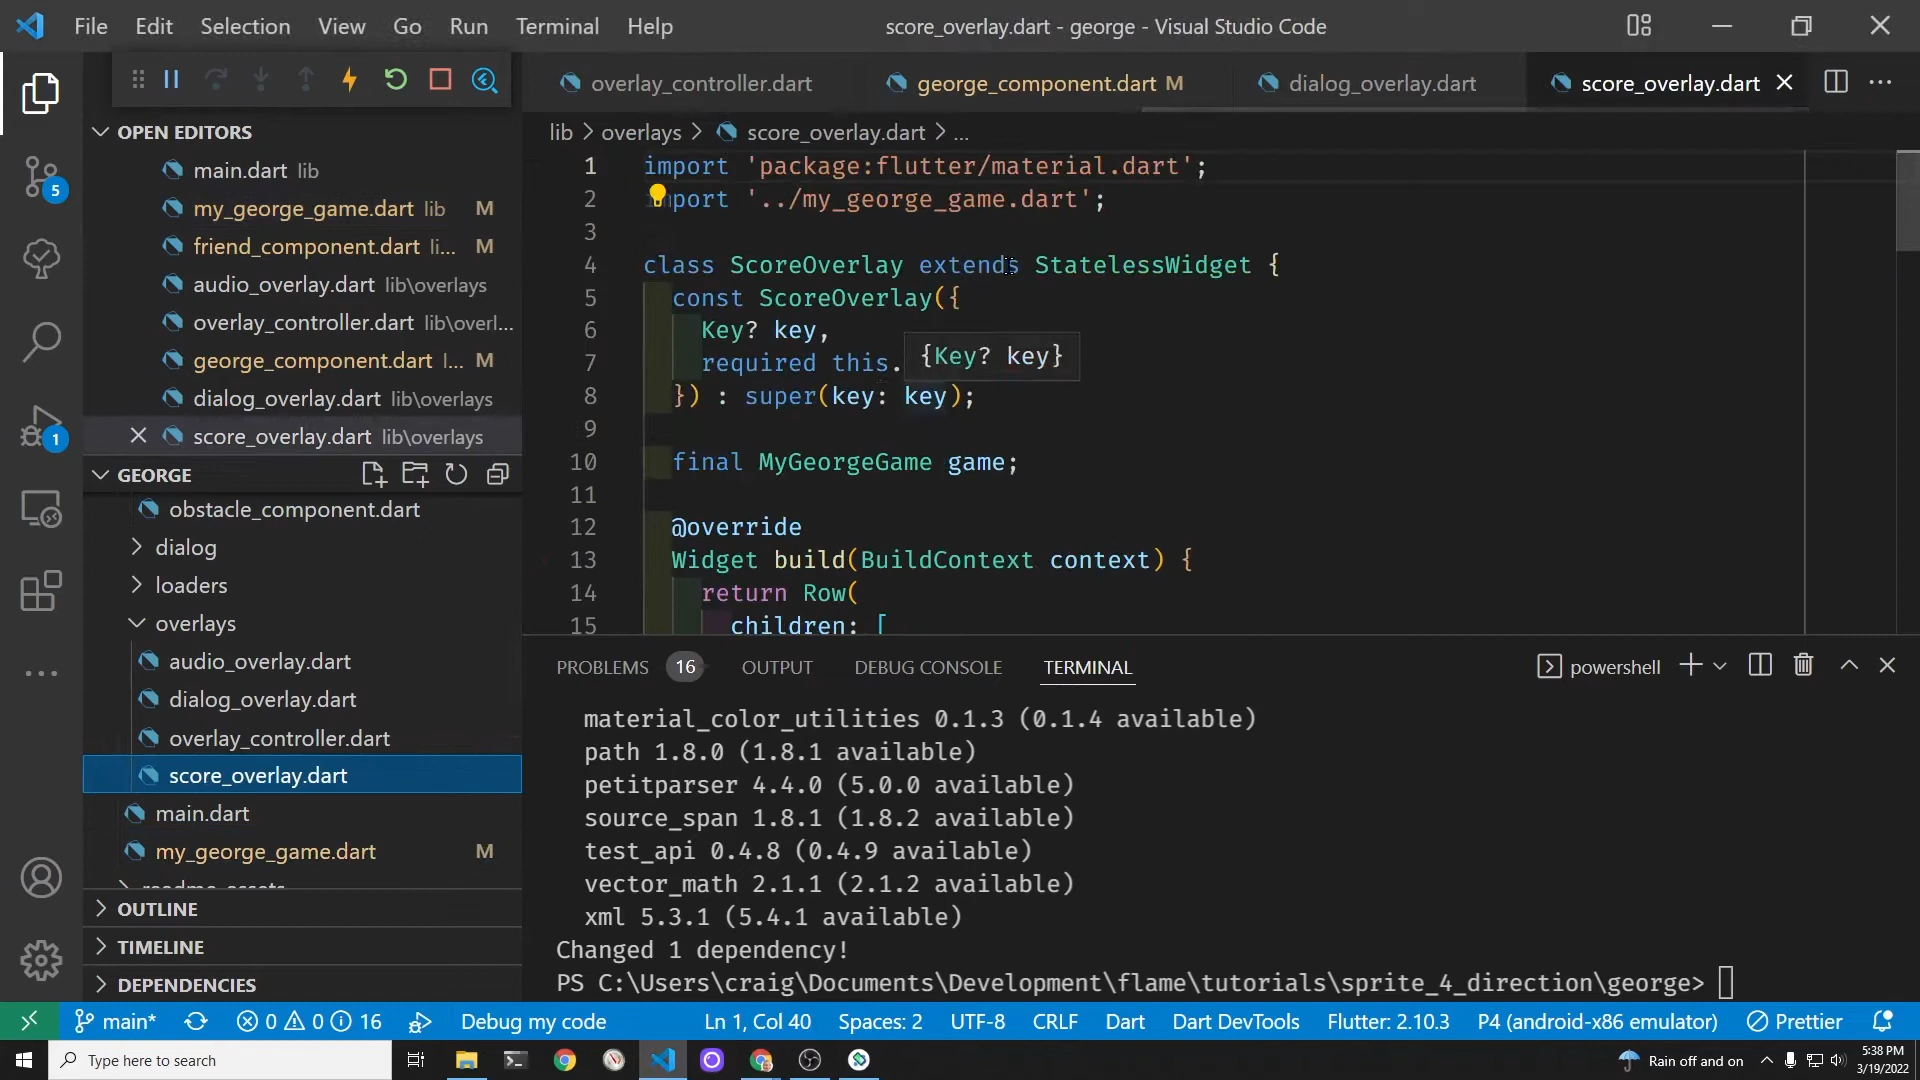 File Edit Selection View Go Run Terminal Help
score_overlay.dart - george - Visual Studio Code
overlay_controller.dart
george_component.dart M
dialog_overlay.dart
score_overlay.dart
OPEN EDITORS
main.dart lib
my_george_game.dart lib M
friend_component.dart li... M
audio_overlay.dart lib\overlays
overlay_controller.dart lib\overl...
george_component.dart l... M
dialog_overlay.dart lib\overlays
score_overlay.dart lib\overlays
5
1
GEORGE
obstacle_component.dart
dialog
loaders
overlays
audio_overlay.dart
dialog_overlay.dart
overlay_controller.dart
score_overlay.dart
main.dart
my_george_game.dart M
OUTLINE
TIMELINE
DEPENDENCIES
lib > overlays > score_overlay.dart > ...
1 import 'package:flutter/material.dart';
2 import '../my_george_game.dart';
3
4 class ScoreOverlay extends StatelessWidget {
5 const ScoreOverlay({
6 Key? key,
7 required this.
{Key? key}
8 }) : super(key: key);
9
10 final MyGeorgeGame game;
11
12 @override
13 Widget build(BuildContext context) {
14 return Row(
15 children: [
PROBLEMS 16 OUTPUT DEBUG CONSOLE TERMINAL
powershell
material_color_utilities 0.1.3 (0.1.4 available)
path 1.8.0 (1.8.1 available)
petitparser 4.4.0 (5.0.0 available)
source_span 1.8.1 (1.8.2 available)
test_api 0.4.8 (0.4.9 available)
vector_math 2.1.1 (2.1.2 available)
xml 5.3.1 (5.4.1 available)
Changed 1 dependency!
PS C:\Users\craig\Documents\Development\flame\tutorials\sprite_4_direction\george>
main* 0 0 16 Debug my code Ln 1, Col 40 Spaces: 2 UTF-8 CRLF Dart Dart DevTools Flutter: 2.10.3 P4 (android-x86 emulator) Prettier
Type here to search
Rain off and on
5:38 PM
3/19/2022